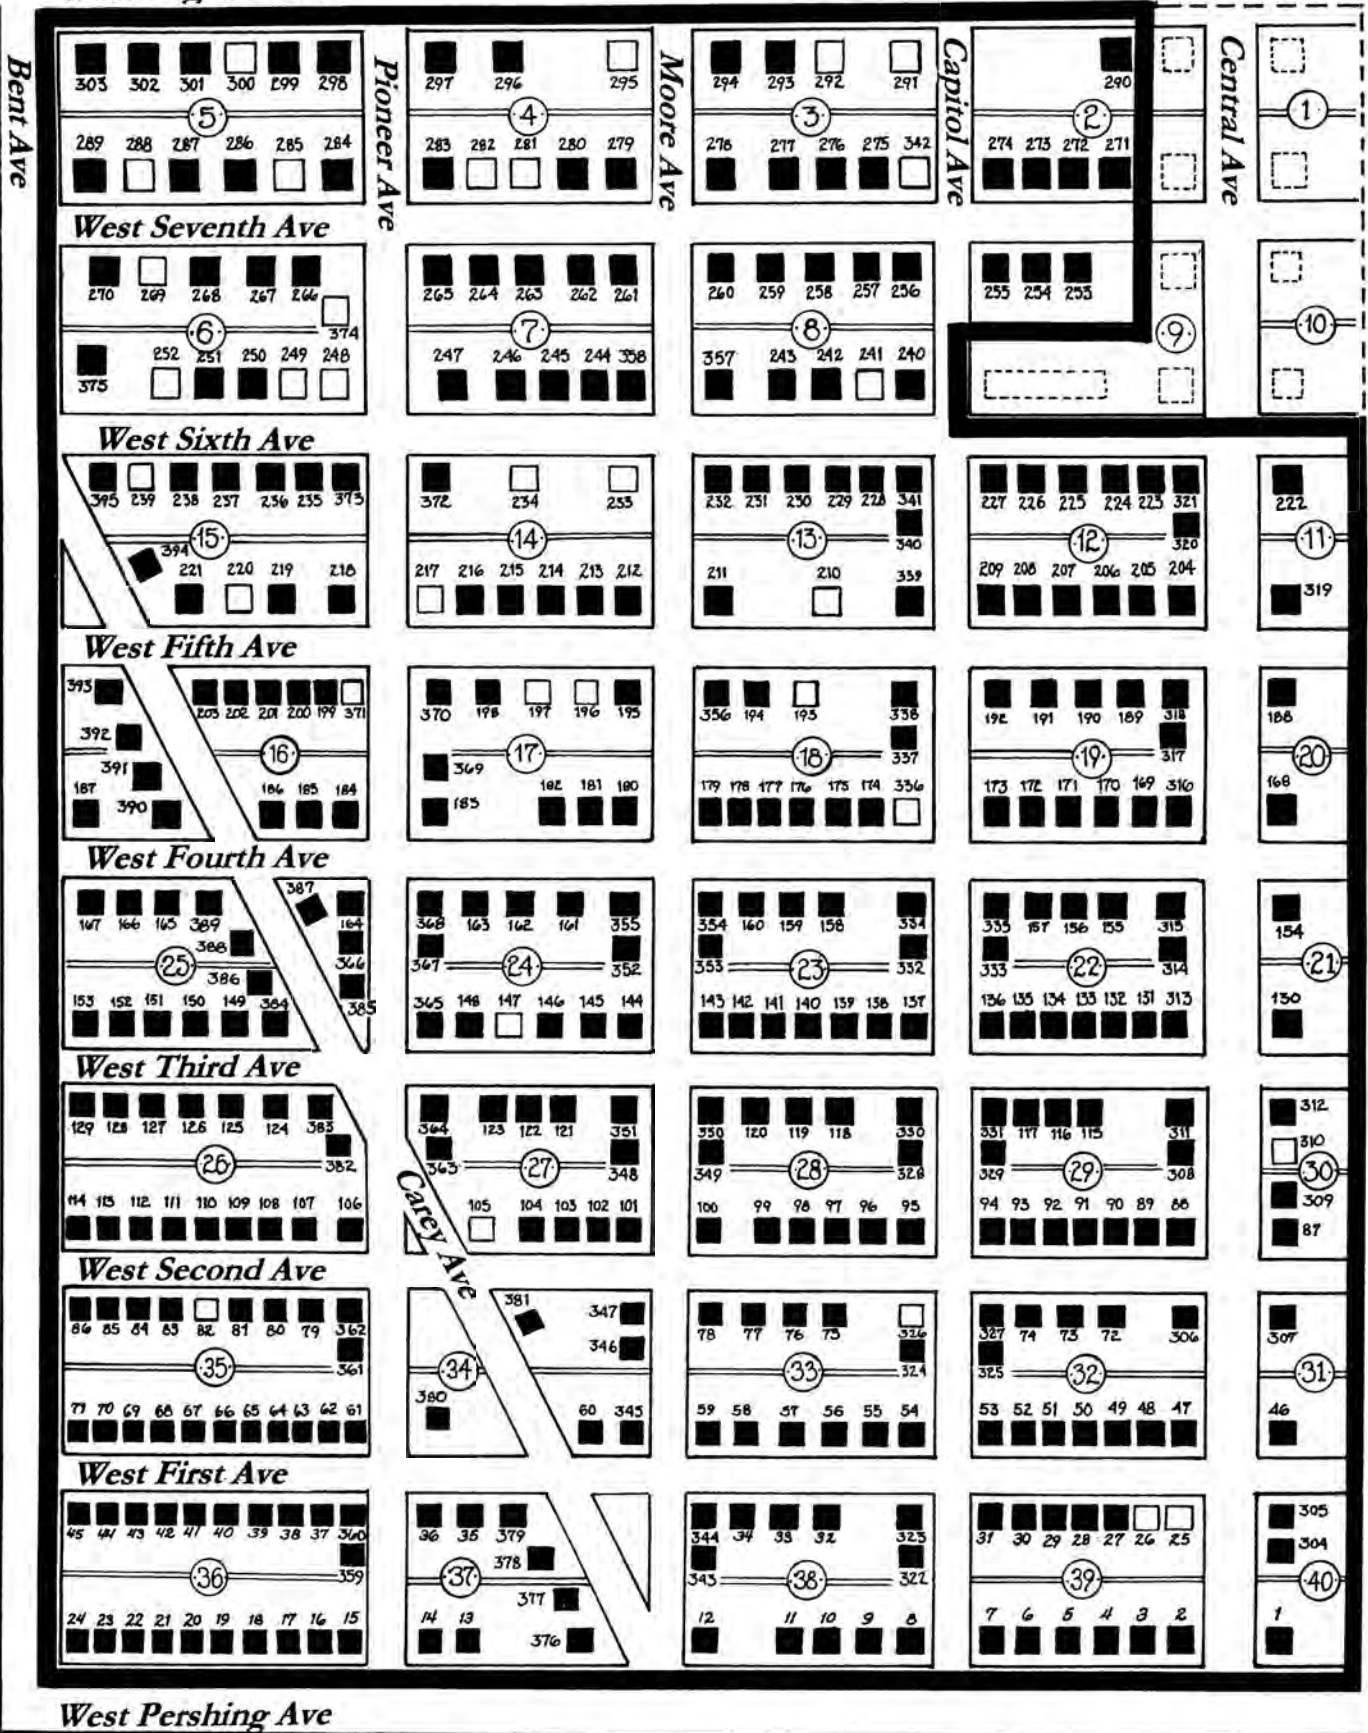 Bent Ave
Pioneer Ave
Moore Ave
Capitol Ave
Central Ave
303 302 301 300 299 298
5
289 288 287 286 285 284
297 296 295
4
283 282 281 280 279
294 293 292 291
3
278 277 276 275 342
290
2
274 273 272 271
1
West Seventh Ave
270 269 268 267 266
374
6
375
252 251 250 249 248
265 264 263 262 261
7
247 246 245 244 358
260 259 258 257 256
8
357 243 242 241 240
255 254 253
9
10
West Sixth Ave
395 239 238 237 236 235 373
15
394
221 220 219 218
372 234 233
14
217 216 215 214 213 212
232 231 230 229 228 341
340
13
211 210 339
227 226 225 224 223 321
320
12
209 208 207 206 205 204
222
11
319
West Fifth Ave
393
392
391
187 390
203 202 201 200 199 371
16
186 185 184
370 198 197 196 195
17
369
183 182 181 180
356 194 193 338
337
18
179 178 177 176 175 174 336
192 191 190 189 318
317
19
173 172 171 170 169 316
188
20
168
West Fourth Ave
167 166 165 389
388
25
386
153 152 151 150 149 384
387
164
366
385
368 163 162 161 355
367 24 352
365 148 147 146 145 144
354 160 159 158 334
353 23 332
143 142 141 140 139 138 137
335 157 156 155 315
333 22 314
136 135 134 133 132 131 313
154
21
130
West Third Ave
129 128 127 126 125 124 383
382
26
114 113 112 111 110 109 108 107 106
364 123 122 121 351
363 27 348
105 104 103 102 101
Carey Ave
350 120 119 118 330
349 28 328
100 99 98 97 96 95
331 117 116 115 311
329 29 308
94 93 92 91 90 89 88
312
310
30
309
87
West Second Ave
86 85 84 83 82 81 80 79 362
361
35
71 70 69 68 67 66 65 64 63 62 61
381
347
346
34
380
60 345
78 77 76 75 326
324
33
59 58 57 56 55 54
327 74 73 72 306
325
32
53 52 51 50 49 48 47
307
31
46
West First Ave
45 44 43 42 41 40 39 38 37 360
359
36
24 23 22 21 20 19 18 17 16 15
36 35 379
378
37
377
14 13 376
344 34 33 32 323
343 38 322
12 11 10 9 8
31 30 29 28 27 26 25
39
7 6 5 4 3 2
305
304
40
1
West Pershing Ave